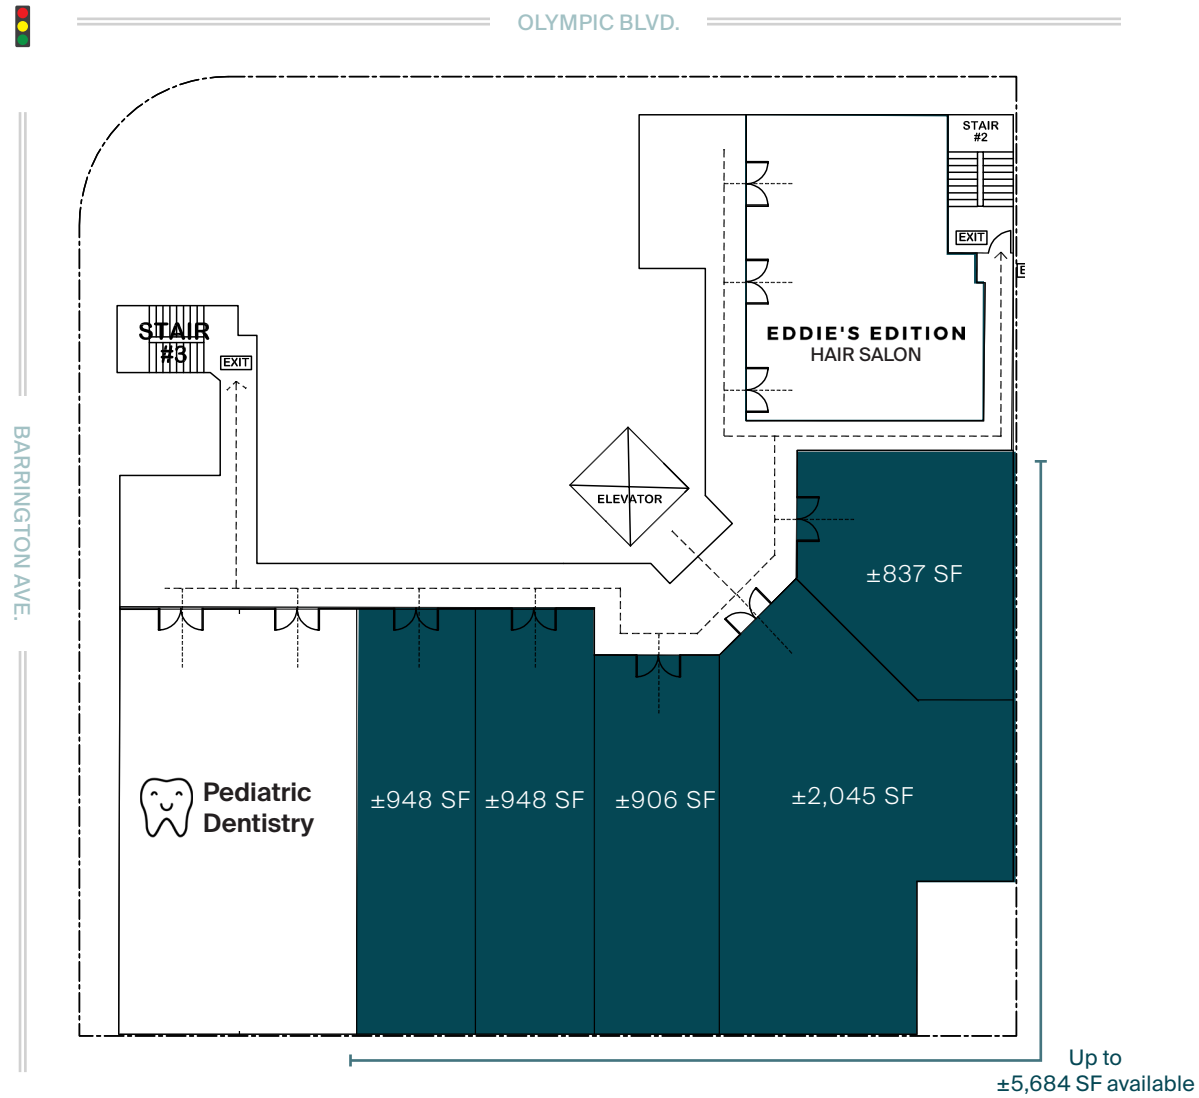 OLYMPIC BLVD.
STAIR
#2
EXIT
E
STAIR
#3
EXIT
EDDIE'S EDITION
HAIR SALON
BARRINGTON AVE.
ELEVATOR
±837 SF
Pediatric
Dentistry
±948 SF
±948 SF
±906 SF
±2,045 SF
Up to
±5,684 SF available